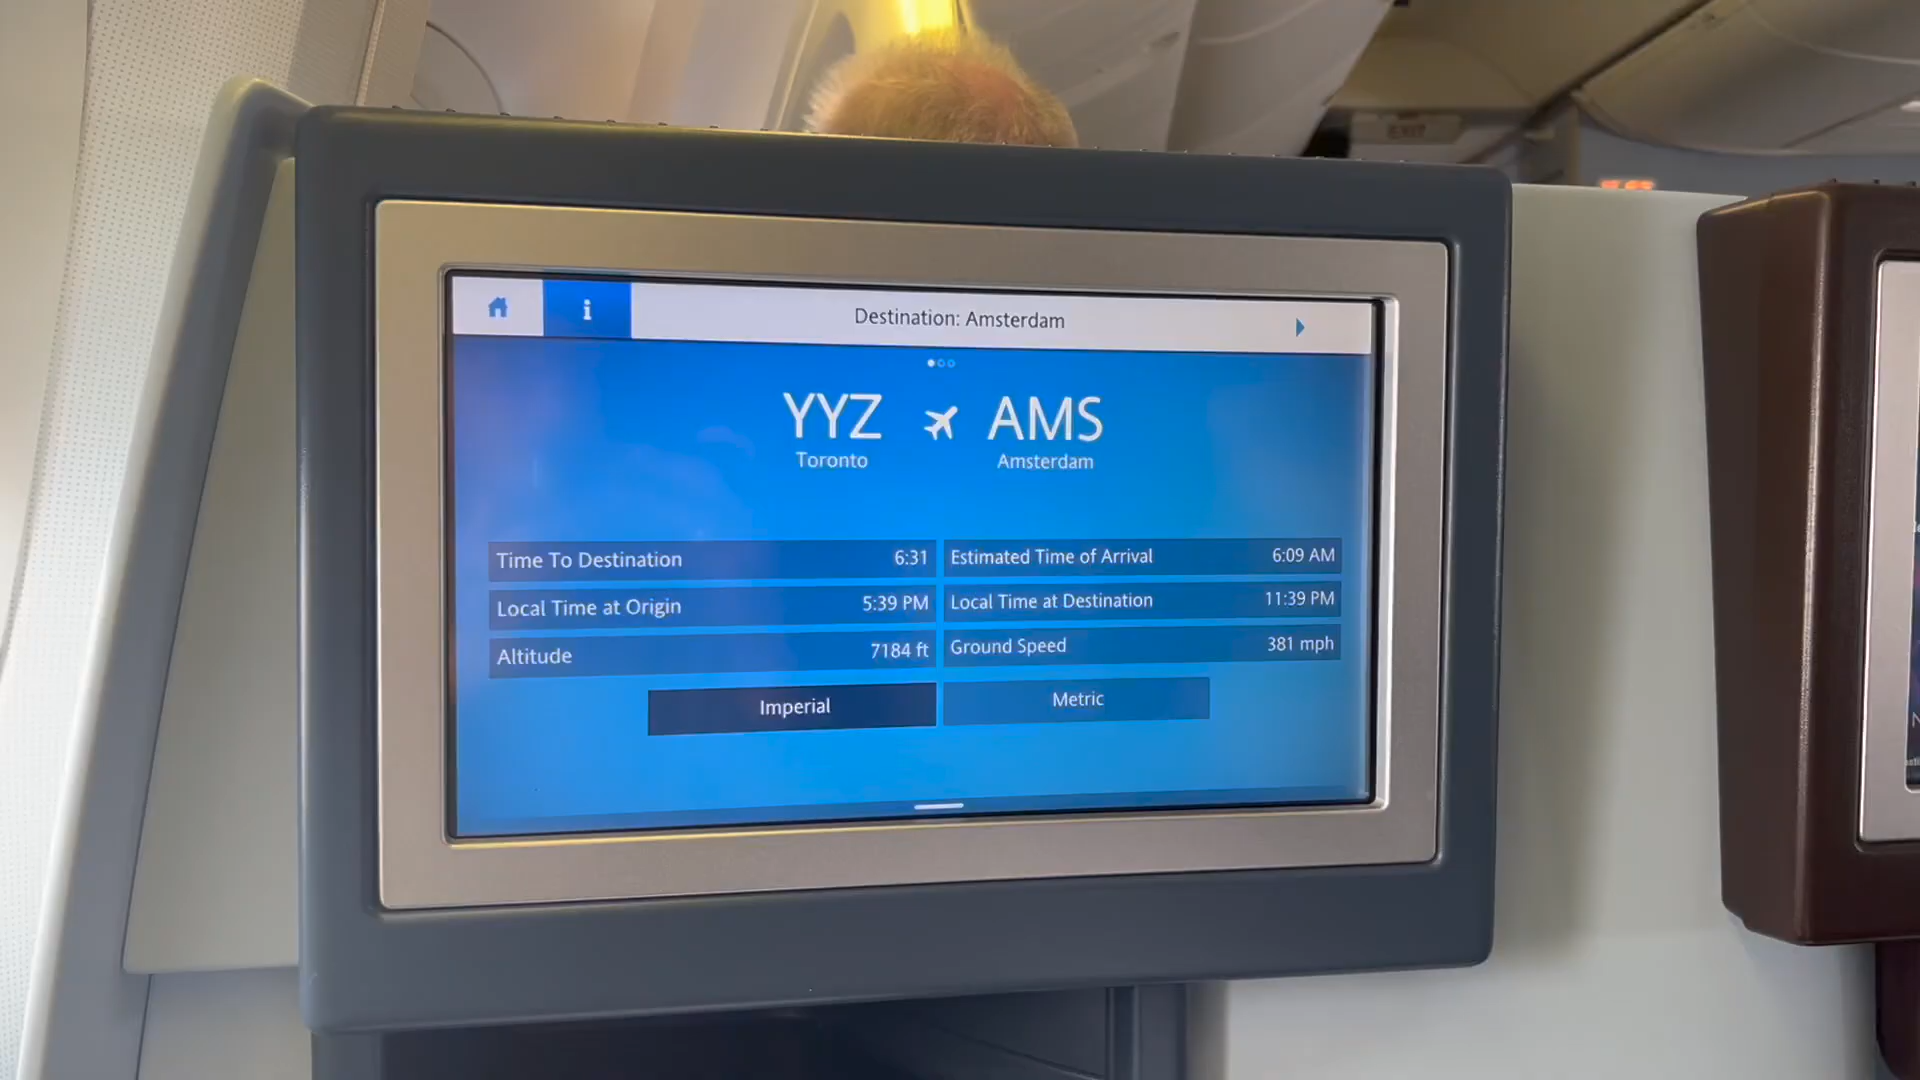 Destination: Amsterdam
YYZ AMS
Toronto Amsterdam
Time To Destination 6:31 Estimated Time of Arrival 6:09 AM
Local Time at Origin 5:39 PM Local Time at Destination 11:39 PM
Altitude 7184 ft Ground Speed 381 mph
Imperial Metric